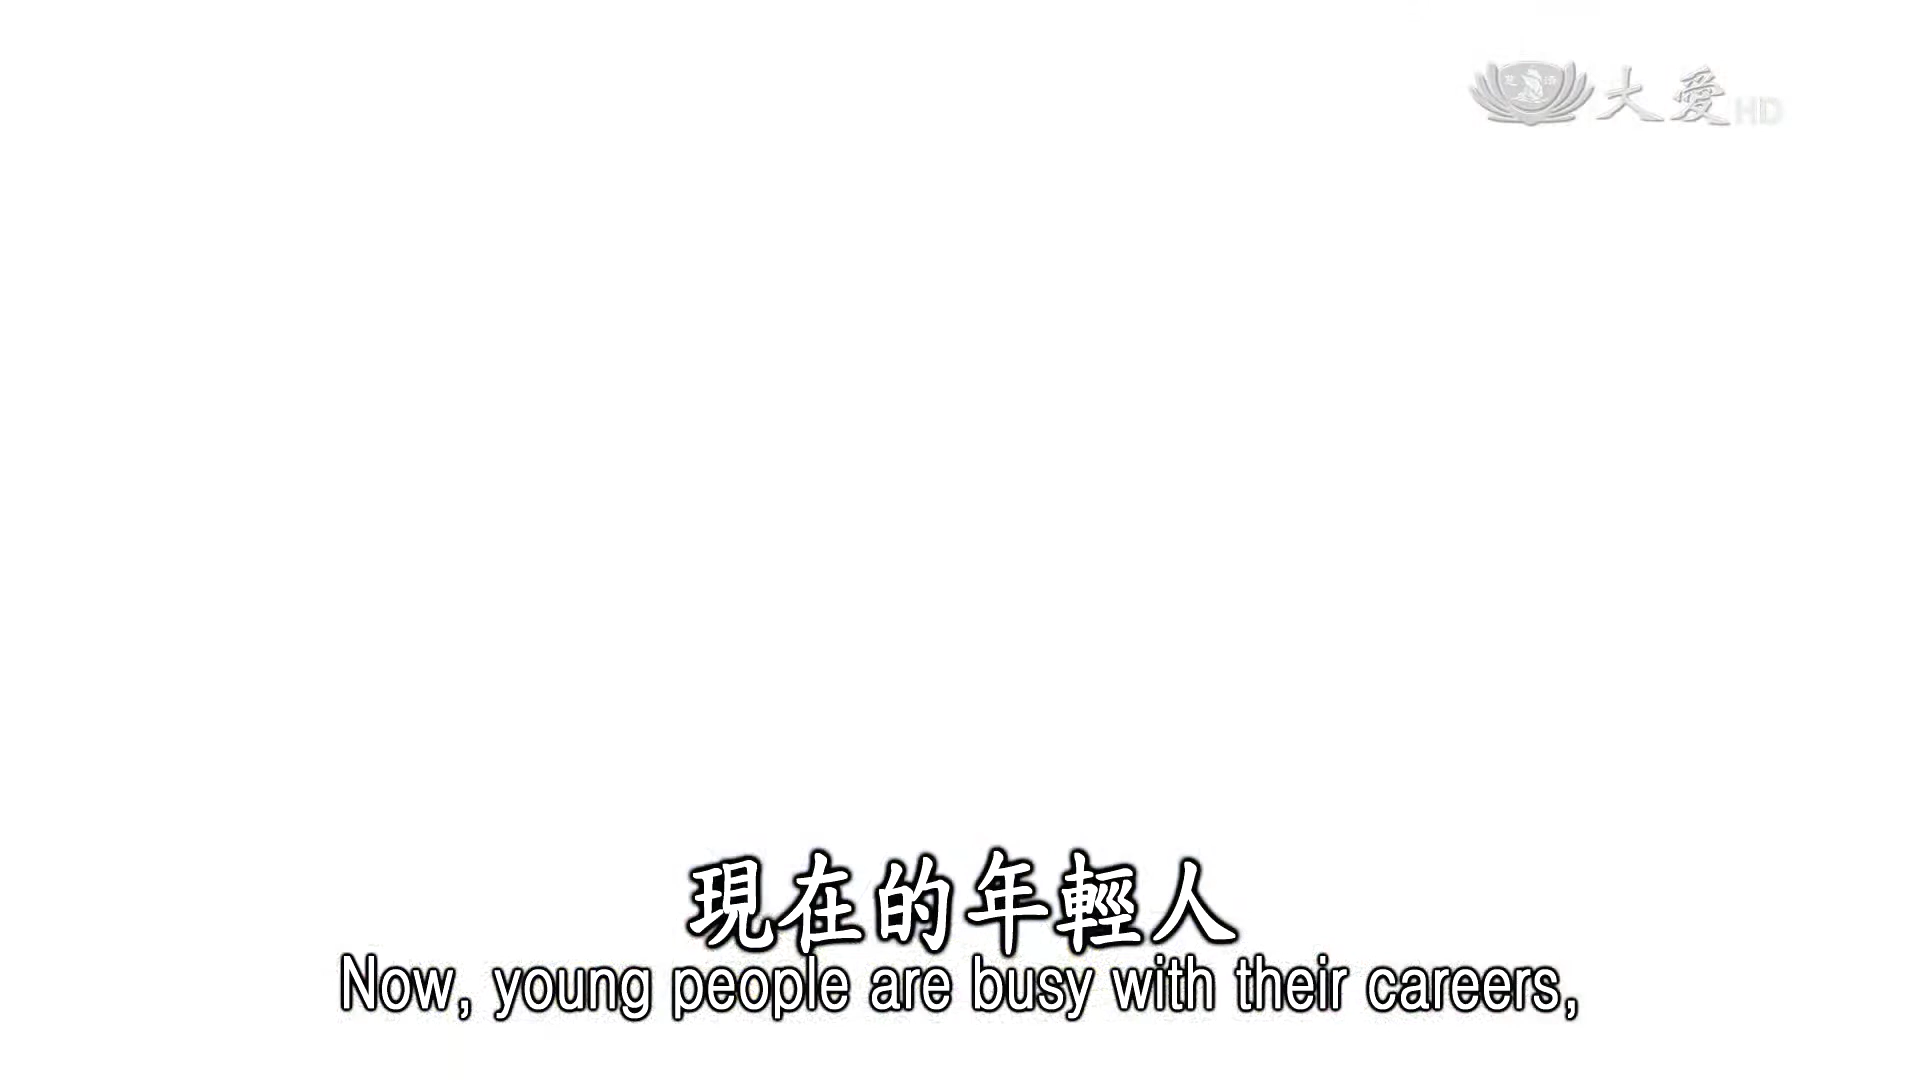 大愛HD
現在的年輕人
Now, young people are busy with their careers,